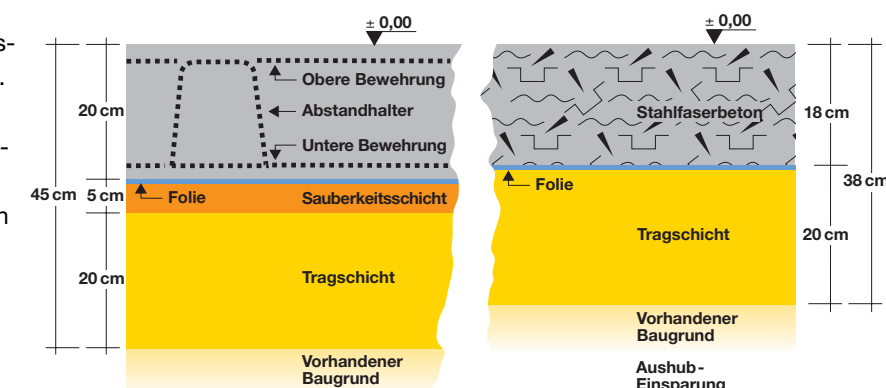 s-
.
-
n
± 0,00
Obere Bewehrung
Abstandhalter
Untere Bewehrung
20 cm
45 cm
5 cm
Folie
Sauberkeitsschicht
20 cm
Tragschicht
Vorhandener
Baugrund
± 0,00
Stahlfaserbeton
18 cm
Folie
38 cm
Tragschicht
20 cm
Vorhandener
Baugrund
Aushub-
Einsparung